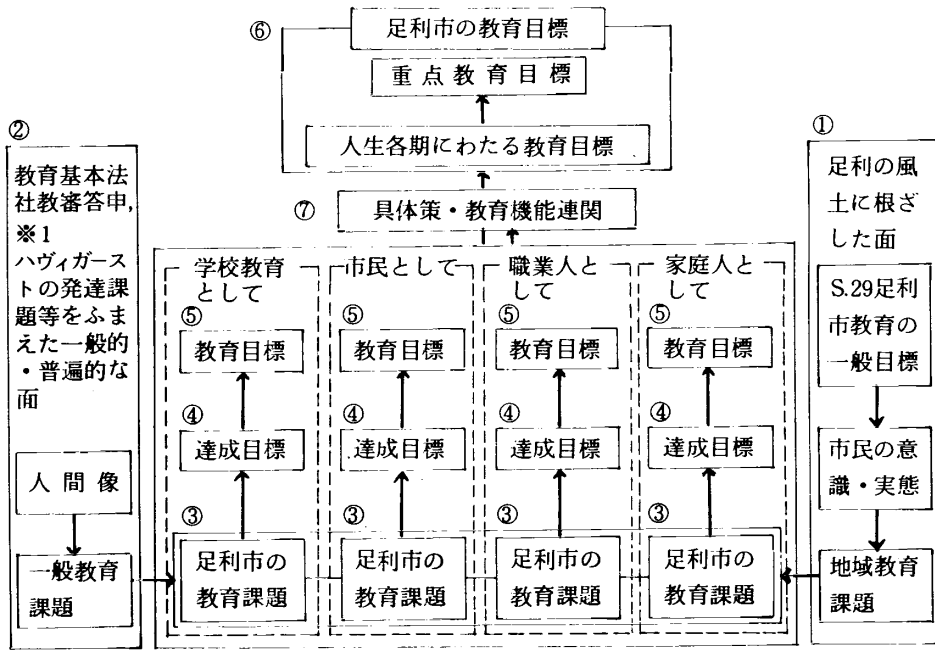 ⑥
足利市の教育目標
重点教育目標
人生各期にわたる教育目標
⑦
具体策・教育機能連関
②
教育基本法
社教審答申,
※1
ハヴィガース
トの発達課
題等をふま
えた一般的
・普遍的な
面
人間像
一般教育
課題
学校教育
として
⑤
教育目標
④
達成目標
③
足利市の
教育課題
市民として
⑤
教育目標
④
達成目標
③
足利市の
教育課題
職業人と
して
⑤
教育目標
④
達成目標
③
足利市の
教育課題
家庭人と
して
⑤
教育目標
④
達成目標
③
足利市の
教育課題
①
足利の風
土に根ざ
した面
S.29足利
市教育の
一般目標
市民の意
識・実態
地域教育
課題